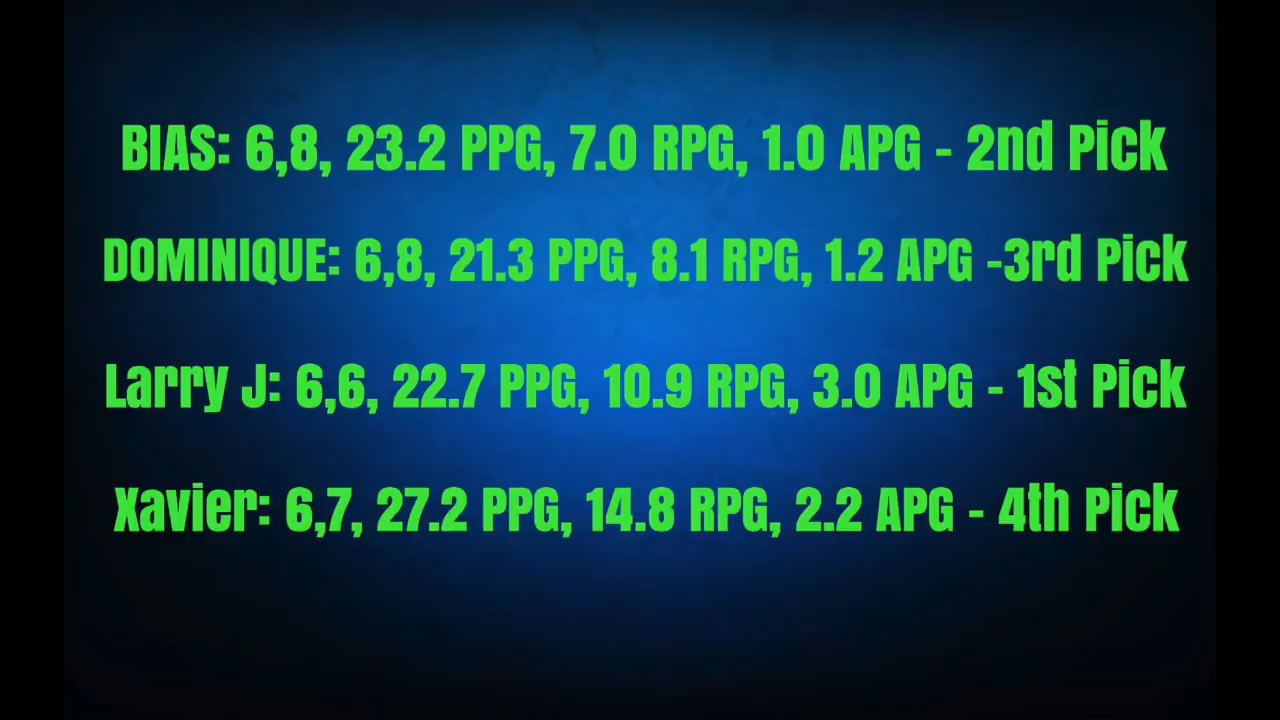 BIAS: 6,8, 23.2 PPG, 7.0 RPG, 1.0 APG - 2nd Pick
DOMINIQUE: 6,8, 21.3 PPG, 8.1 RPG, 1.2 APG -3rd Pick
Larry J: 6,6, 22.7 PPG, 10.9 RPG, 3.0 APG - 1st Pick
Xavier: 6,7, 27.2 PPG, 14.8 RPG, 2.2 APG - 4th Pick